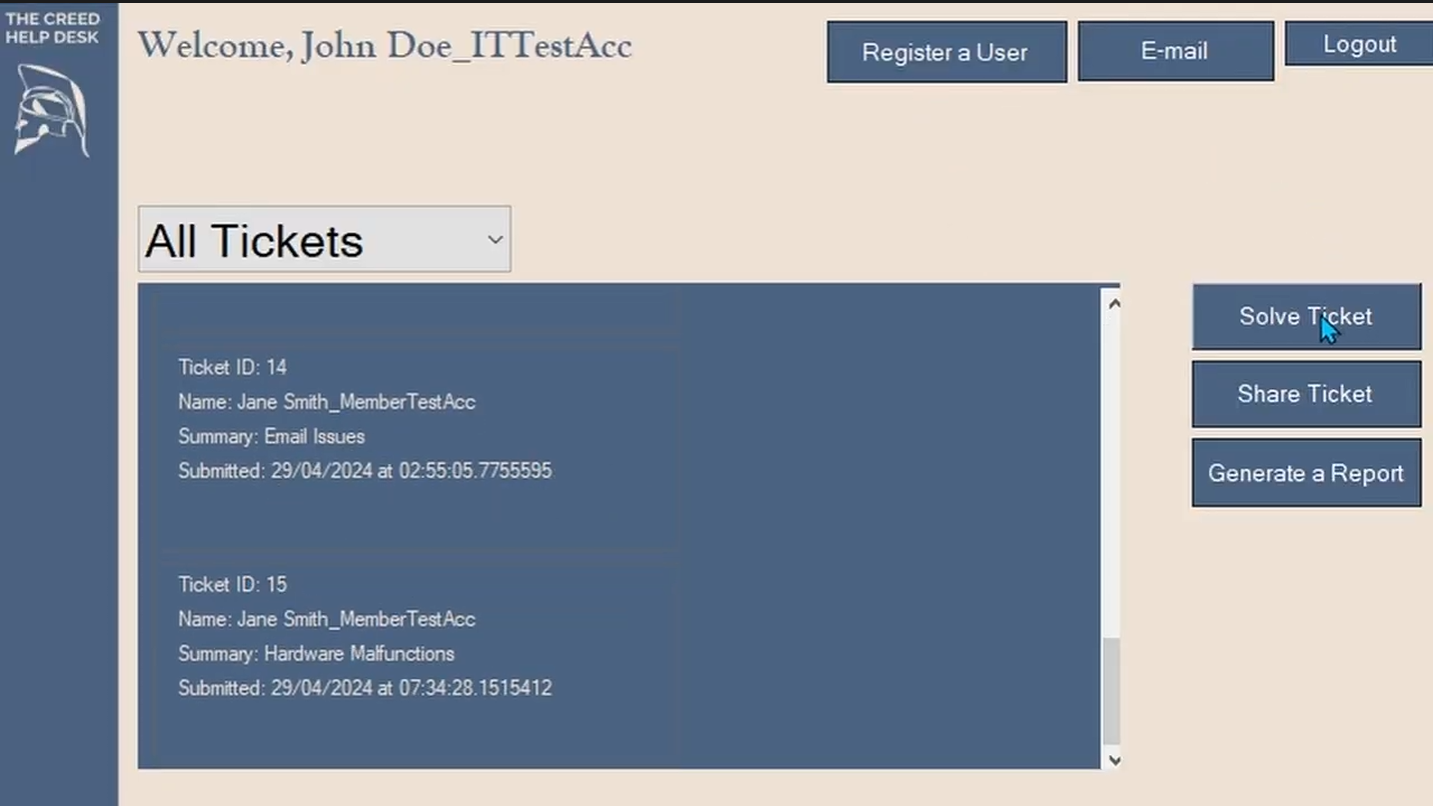 THE CREED
HELP DESK
Welcome, John Doe_ITTestAcc
Register a User
E-mail
Logout
All Tickets
Ticket ID: 14
Name: Jane Smith_MemberTestAcc
Summary: Email Issues
Submitted: 29/04/2024 at 02:55:05.7755595
Ticket ID: 15
Name: Jane Smith_MemberTestAcc
Summary: Hardware Malfunctions
Submitted: 29/04/2024 at 07:34:28.1515412
Solve Ticket
Share Ticket
Generate a Report